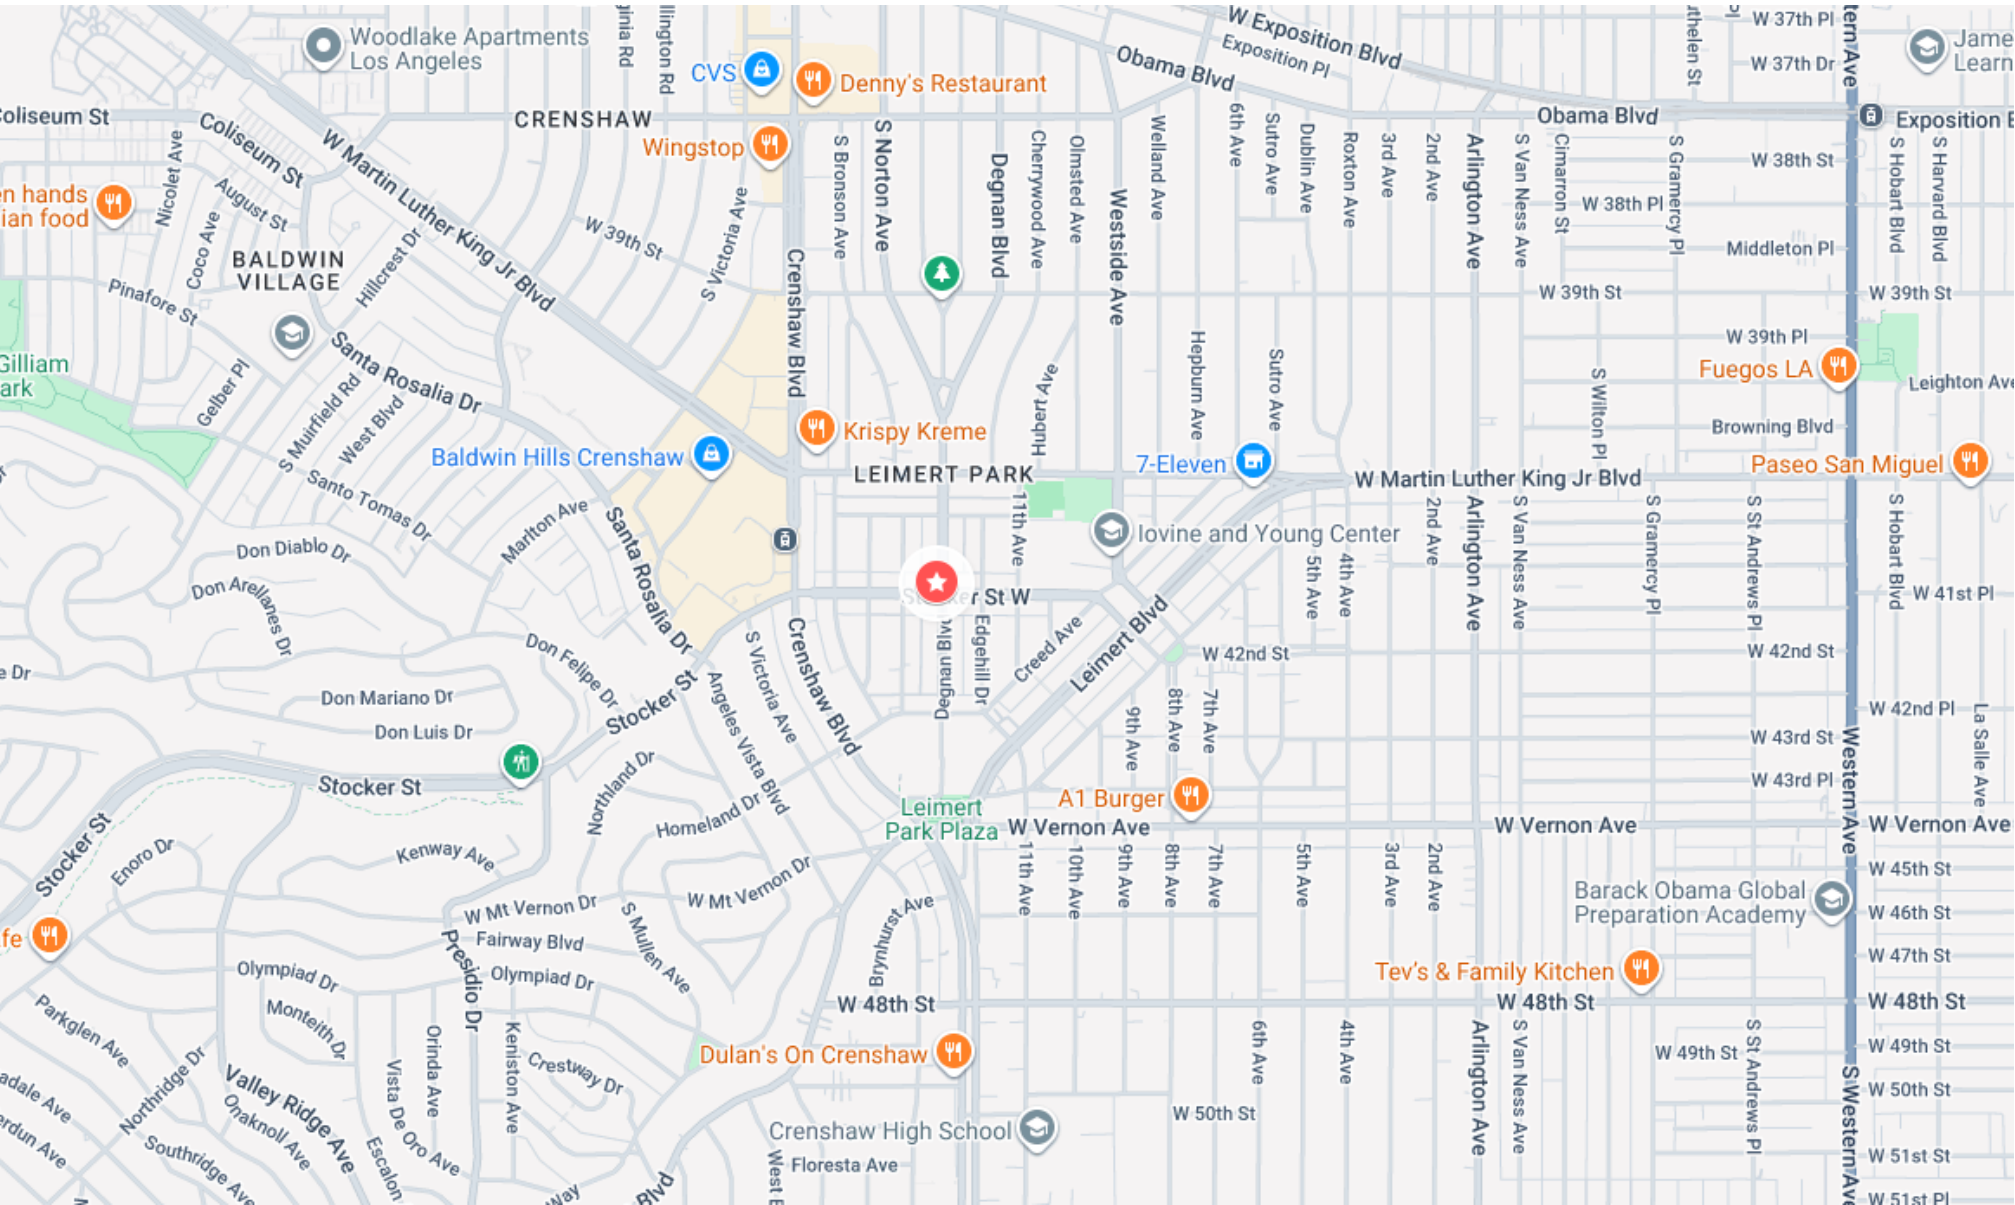 W 37th Pl
W Exposition Blvd
Woodlake Apartments
Los Angeles
Exposition Pl
CVS
Obama Blvd
W 37th Dr
Denny's Restaurant
Coliseum St
Coliseum St
CRENSHAW
Obama Blvd
Wingstop
W Martin Luther King Jr Blvd
Nicolet Ave
S Bronson Ave
S Norton Ave
Degnan Blvd
Cherrywood Ave
Olmsted Ave
Westside Ave
Welland Ave
6th Ave
Sutro Ave
Dublin Ave
Roxton Ave
3rd Ave
2nd Ave
Arlington Ave
S Van Ness Ave
Cimarron St
S Gramercy Pl
W 38th St
W 38th Pl
S Hobart Blvd
S Harvard Blvd
August St
Coco Ave
Hillcrest Dr
W 39th St
S Victoria Ave
Middleton Pl
BALDWIN
VILLAGE
Pinafore St
Crenshaw Blvd
W 39th St
W 39th St
W 39th Pl
Santa Rosalia Dr
Gelber Pl
S Muirfield Rd
West Blvd
Hubert Ave
Hepburn Ave
Sutro Ave
S Wilton Pl
Fuegos LA
Leighton Ave
Browning Blvd
Krispy Kreme
Baldwin Hills Crenshaw
LEIMERT PARK
7-Eleven
W Martin Luther King Jr Blvd
Paseo San Miguel
Santo Tomas Dr
Marlton Ave
Santa Rosalia Dr
11th Ave
Iovine and Young Center
2nd Ave
Arlington Ave
S Van Ness Ave
S Gramercy Pl
S St Andrews Pl
S Hobart Blvd
Don Diablo Dr
Don Arellanes Dr
5th Ave
4th Ave
W 41st Pl
Leimert Blvd
Don Felipe Dr
S Victoria Ave
Crenshaw Blvd
Degnan Blvd
Edgehill Dr
Creed Ave
W 42nd St
W 42nd St
Don Mariano Dr
Don Luis Dr
Stocker St
Angeles Vista Blvd
9th Ave
8th Ave
7th Ave
W 42nd Pl
W 43rd St
W 43rd Pl
Western Ave
La Salle Ave
Stocker St
Northland Dr
Homeland Dr
Leimert
Park Plaza
A1 Burger
W Vernon Ave
W Vernon Ave
W Vernon Ave
Stocker St
Enoro Dr
Kenway Ave
W Mt Vernon Dr
W Mt Vernon Dr
11th Ave
10th Ave
9th Ave
8th Ave
7th Ave
5th Ave
3rd Ave
2nd Ave
W 45th St
Barack Obama Global
Preparation Academy
W 46th St
Fairway Blvd
S Mullen Ave
Brynhurst Ave
Presidio Dr
W 47th St
Olympiad Dr
Olympiad Dr
Tev's & Family Kitchen
W 48th St
W 48th St
W 48th St
Parkglen Ave
Monteith Dr
Orinda Ave
Keniston Ave
Crestway Dr
Dulan's On Crenshaw
6th Ave
4th Ave
Arlington Ave
S Van Ness Ave
W 49th St
S St Andrews Pl
W 49th St
Northridge Dr
Valley Ridge Ave
Vista De Oro Ave
S Western Ave
W 50th St
W 50th St
Onaknoll Ave
Southridge Ave
Escalon
Crenshaw High School
Floresta Ave
W 51st St
Way
Blvd
W 51st Pl